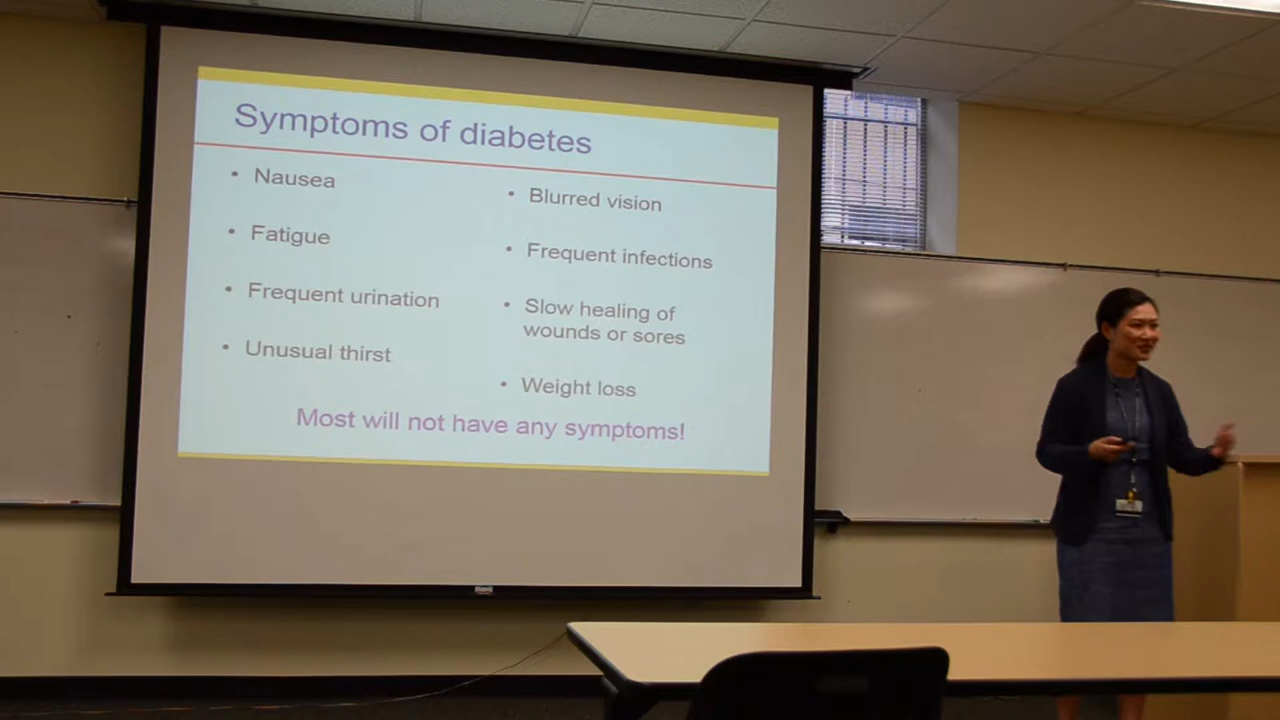 Symptoms of diabetes
• Nausea
• Fatigue
• Frequent urination
• Unusual thirst
• Blurred vision
• Frequent infections
• Slow healing of
wounds or sores
• Weight loss
Most will not have any symptoms!